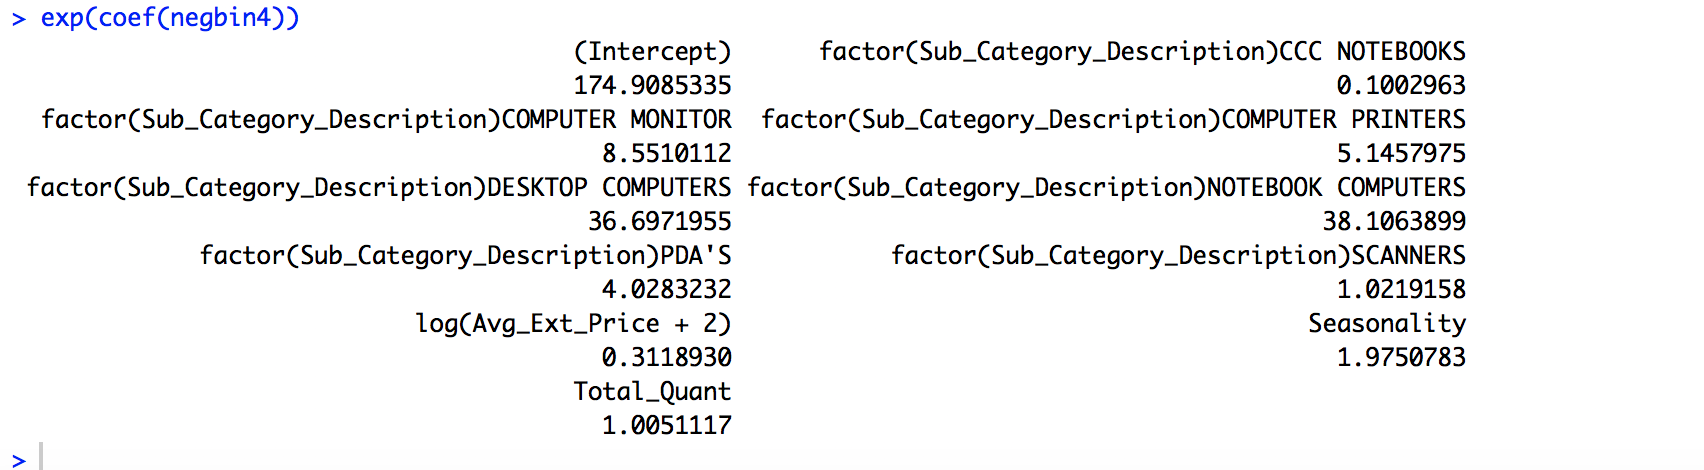 > exp(coef(negbin4))
(Intercept) factor(Sub_Category_Description)CCC NOTEBOOKS
174.9085335 0.1002963
factor(Sub_Category_Description)COMPUTER MONITOR factor(Sub_Category_Description)COMPUTER PRINTERS
8.5510112 5.1457975
factor(Sub_Category_Description)DESKTOP COMPUTERS factor(Sub_Category_Description)NOTEBOOK COMPUTERS
36.6971955 38.1063899
factor(Sub_Category_Description)PDA'S factor(Sub_Category_Description)SCANNERS
4.0283232 1.0219158
log(Avg_Ext_Price + 2) Seasonality
0.3118930 1.9750783
Total_Quant
1.0051117
>